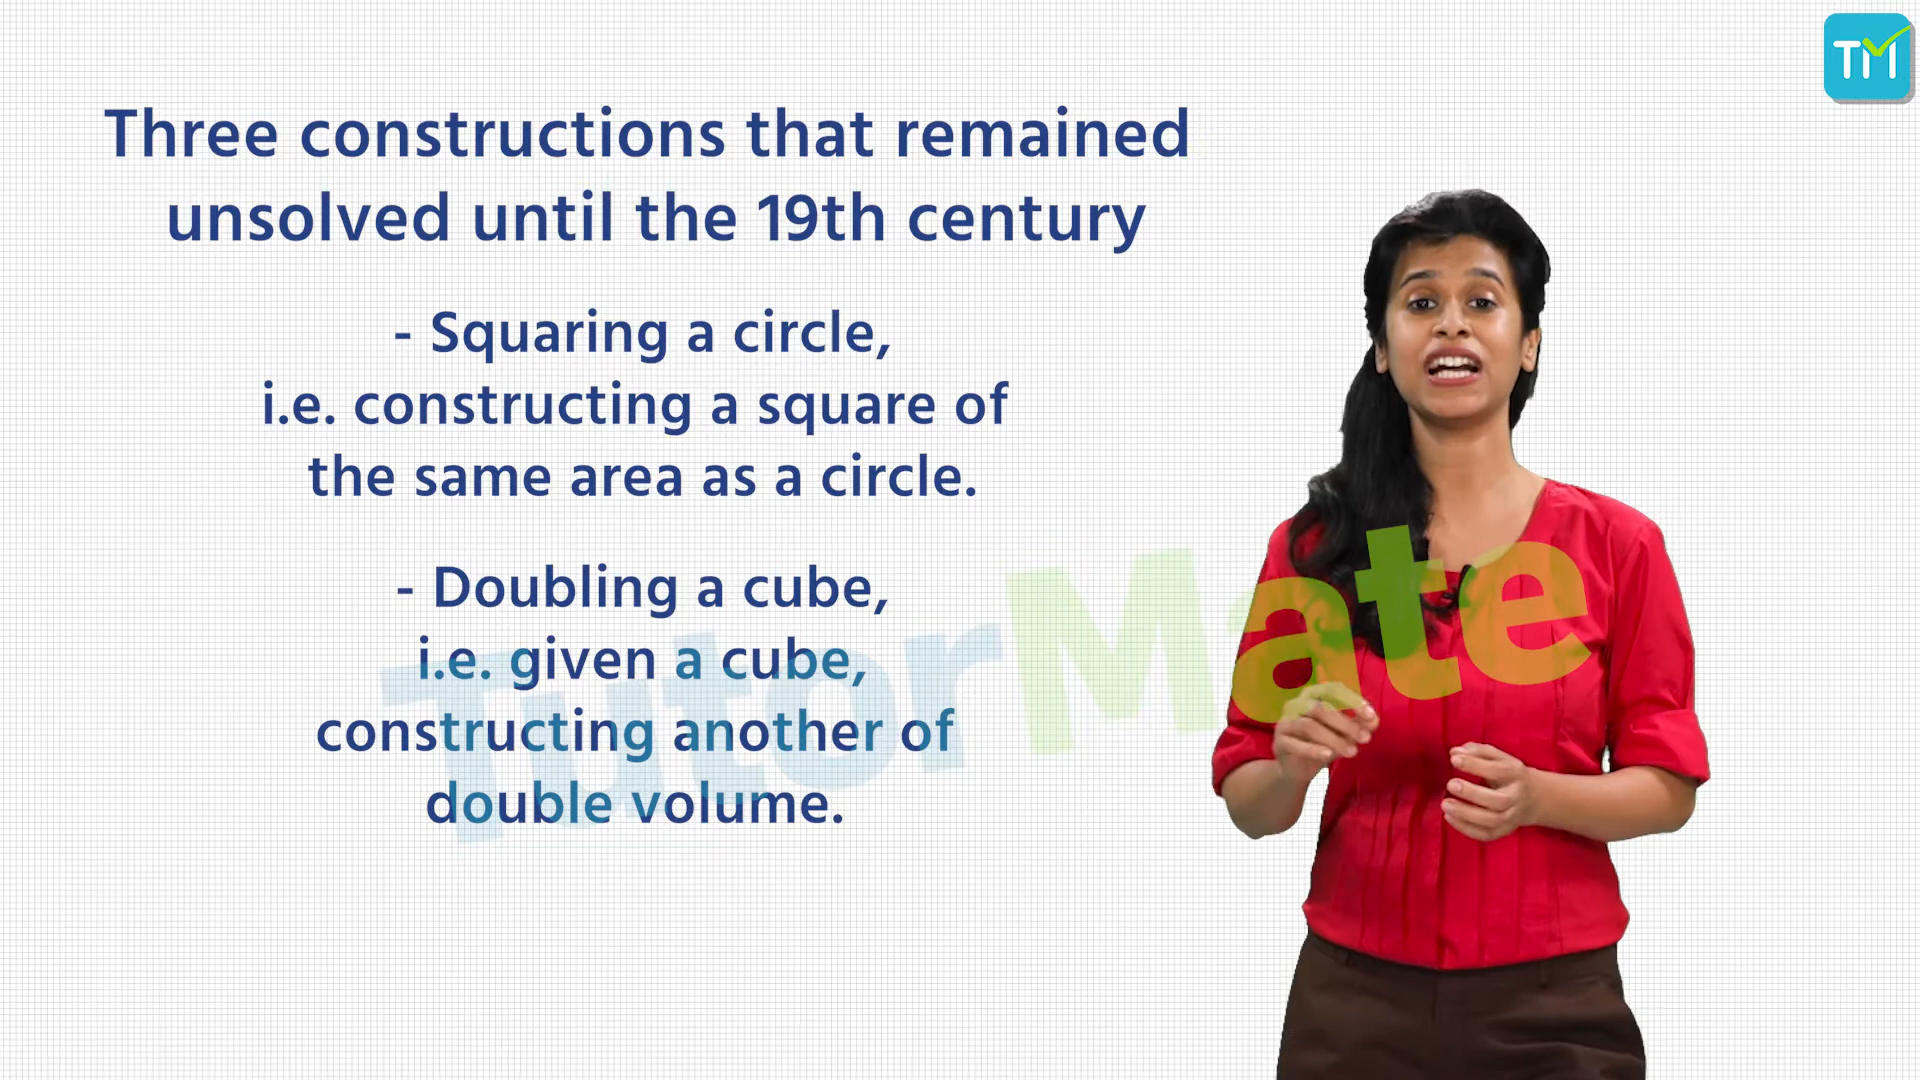 TM
Three constructions that remained
unsolved until the 19th century
- Squaring a circle,
i.e. constructing a square of
the same area as a circle.
- Doubling a cube,
i.e. given a cube,
constructing another of
double volume.
TutorMate